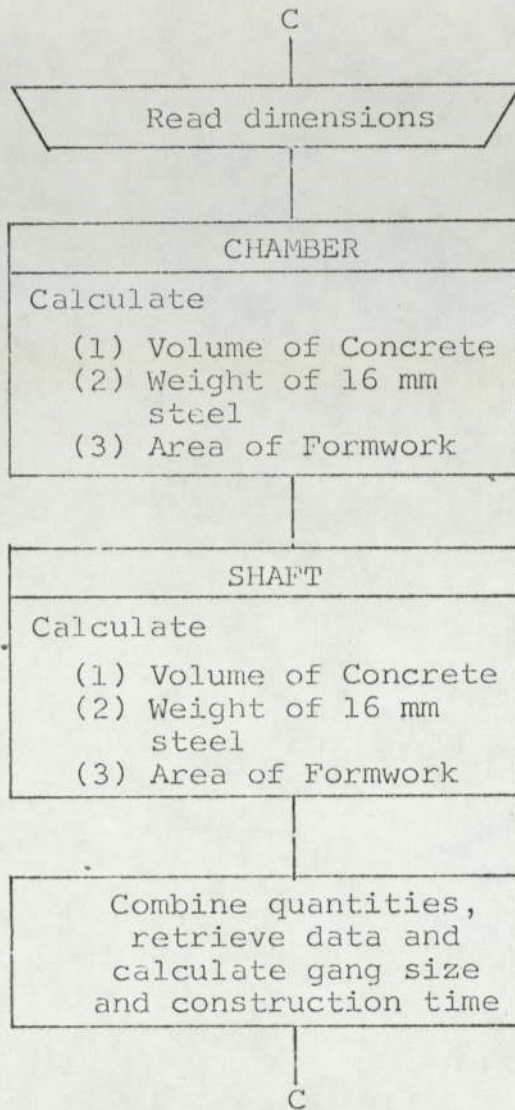 C
Read dimensions
CHAMBER
Calculate
(1) Volume of Concrete
(2) Weight of 16 mm
steel
(3) Area of Formwork
SHAFT
Calculate
(1) Volume of Concrete
(2) Weight of 16 mm
steel
(3) Area of Formwork
Combine quantities,
retrieve data and
calculate gang size
and construction time
C